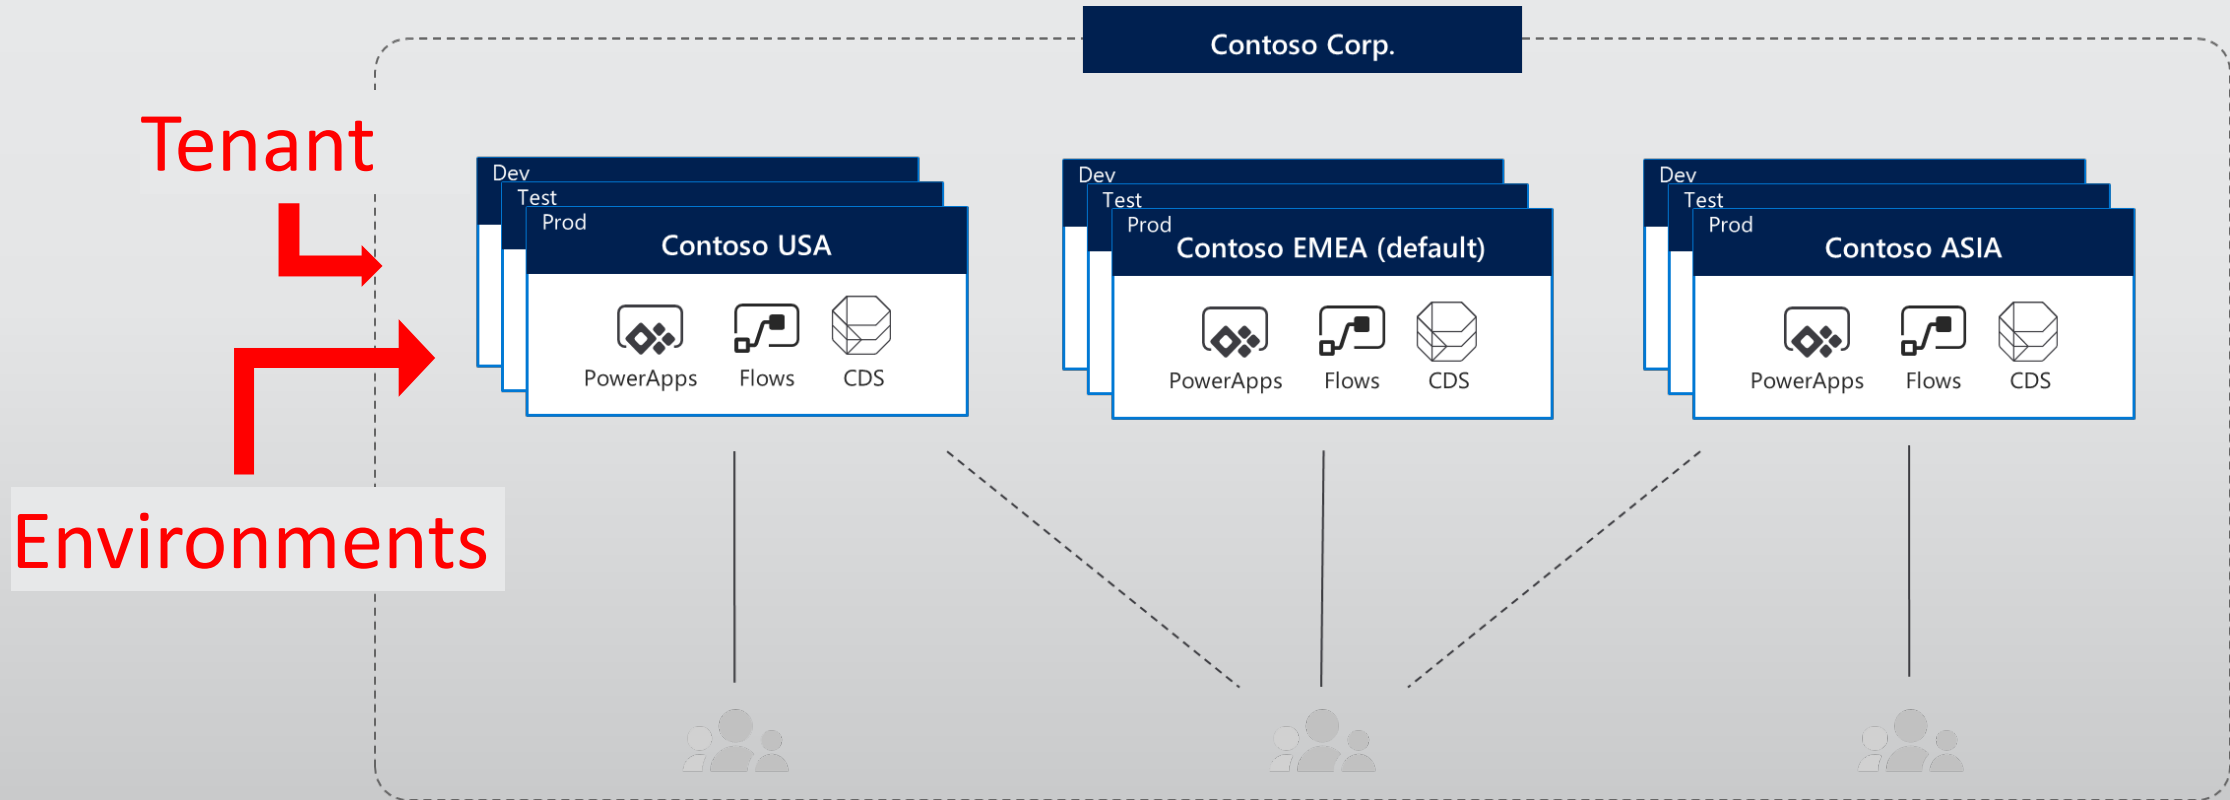 Contoso Corp.
Tenant
Environments
Dev
Test
Prod
Contoso USA
PowerApps
Flows
CDS
Dev
Test
Prod
Contoso EMEA (default)
PowerApps
Flows
CDS
Dev
Test
Prod
Contoso ASIA
PowerApps
Flows
CDS